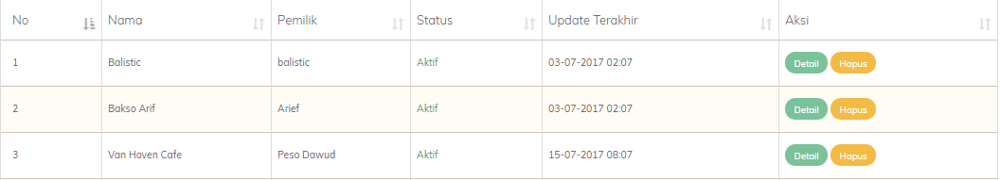 No Nama Pemilik Status Update Terakhir Aksi
1 Balistic balistic Aktif 03-07-2017 02:07 Detail Hapus
2 Bakso Arif Arief Aktif 03-07-2017 02:07 Detail Hapus
3 Van Hoven Cafe Peso Dawud Aktif 15-07-2017 08:07 Detail Hapus